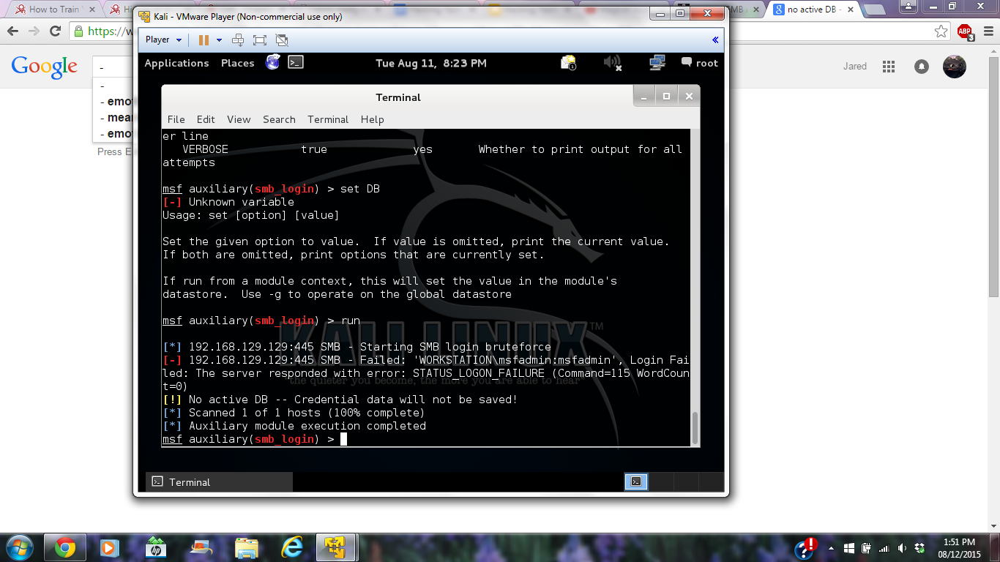 How to Train
Hi
no active DB -
https://w
ABP
3
Google
-
-
- emot
- mean
- emot
Press E
Jared
Kali - VMware Player (Non-commercial use only)
Player
Applications Places Tue Aug 11, 8:23 PM root
Terminal
File Edit View Search Terminal Help
er line
VERBOSE true yes Whether to print output for all
attempts
msf auxiliary(smb_login) > set DB
[-] Unknown variable
Usage: set [option] [value]
Set the given option to value. If value is omitted, print the current value.
If both are omitted, print options that are currently set.
If run from a module context, this will set the value in the module's
datastore. Use -g to operate on the global datastore
msf auxiliary(smb_login) > run
[*] 192.168.129.129:445 SMB - Starting SMB login bruteforce
[-] 192.168.129.129:445 SMB - Failed: 'WORKSTATION\msfadmin:msfadmin', Login Fai
led: The server responded with error: STATUS_LOGON_FAILURE (Command=115 WordCoun
t=0)
[!] No active DB -- Credential data will not be saved!
[*] Scanned 1 of 1 hosts (100% complete)
[*] Auxiliary module execution completed
msf auxiliary(smb_login) >
KALI LINUX TM
"the quieter you become, the more you are able to hear"
Terminal
hp
1:51 PM
08/12/2015